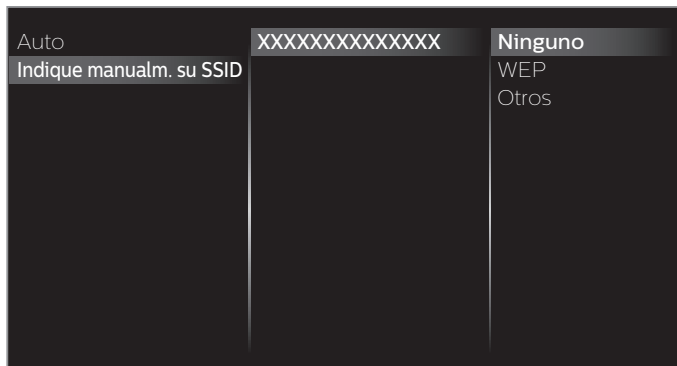 Auto
Indique manualm. su SSID
XXXXXXXXXXXXXX
Ninguno
WEP
Otros